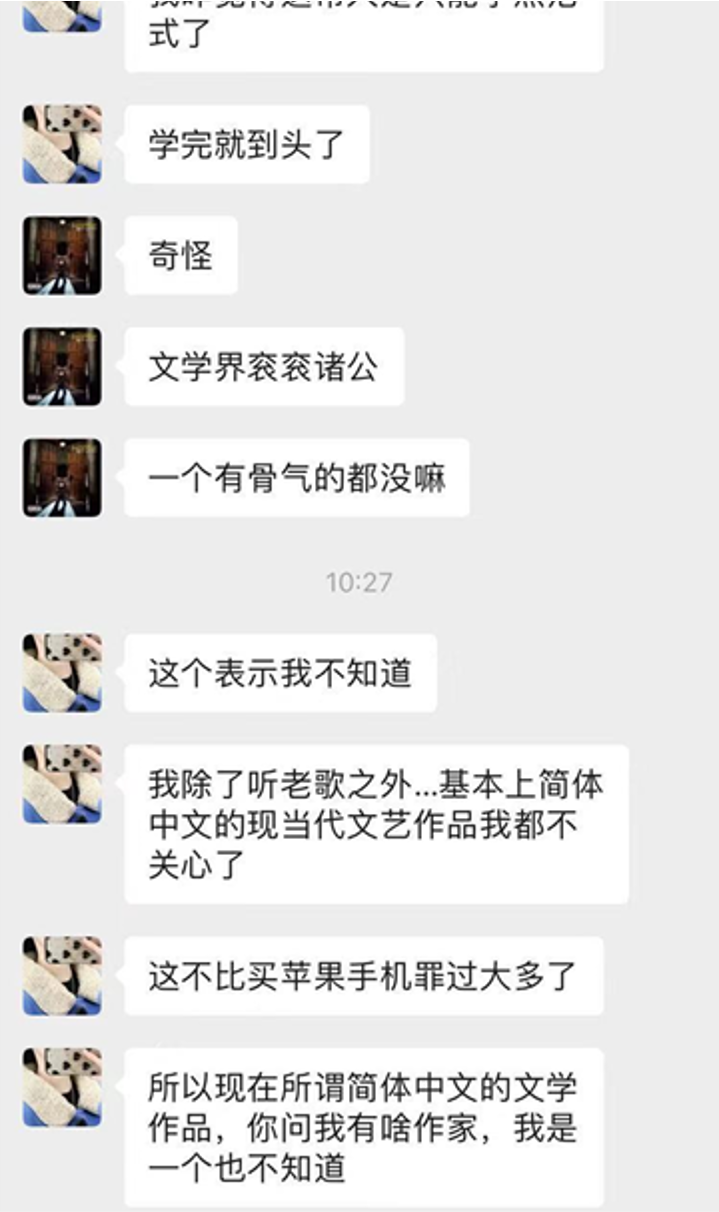 式了
学完就到头了
奇怪
文学界衮衮诸公
一个有骨气的都没嘛
10:27
这个表示我不知道
我除了听老歌之外...基本上简体
中文的现当代文艺作品我都不
关心了
这不比买苹果手机罪过大多了
所以现在所谓简体中文的文学
作品，你问我有啥作家，我是
一个也不知道